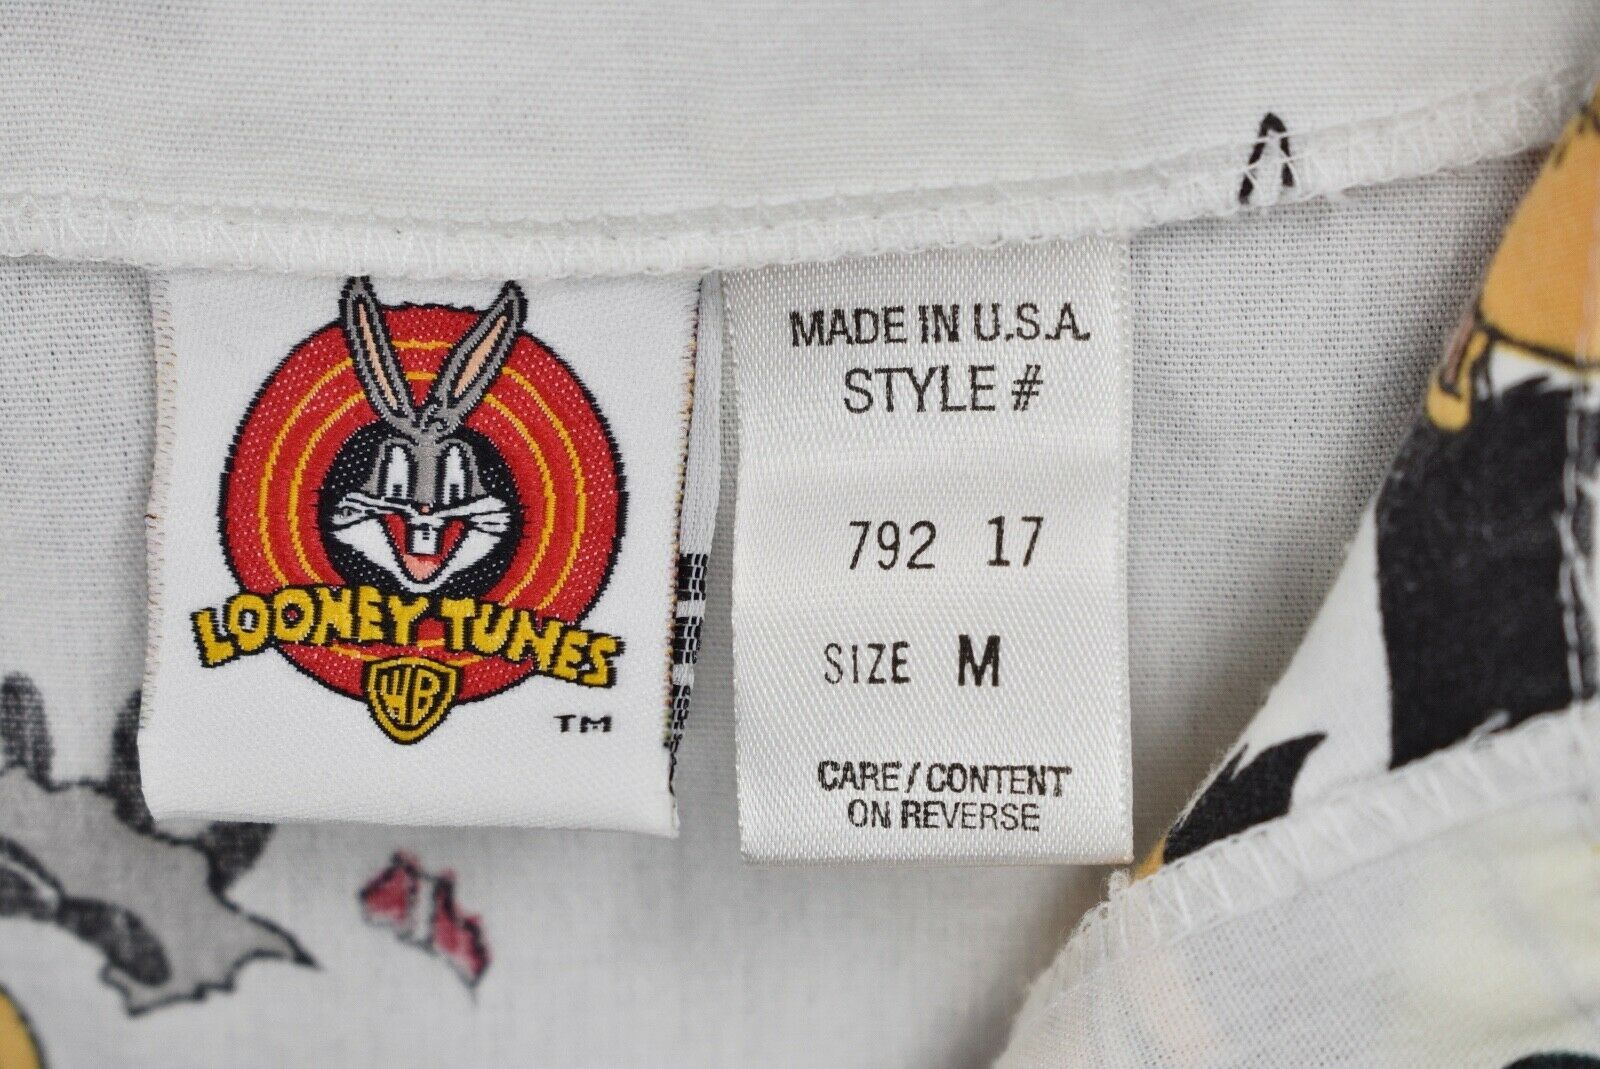 LOONEY TUNES
WB
TM
MADE IN U.S.A.
STYLE #
792 17
SIZE M
CARE/CONTENT
ON REVERSE